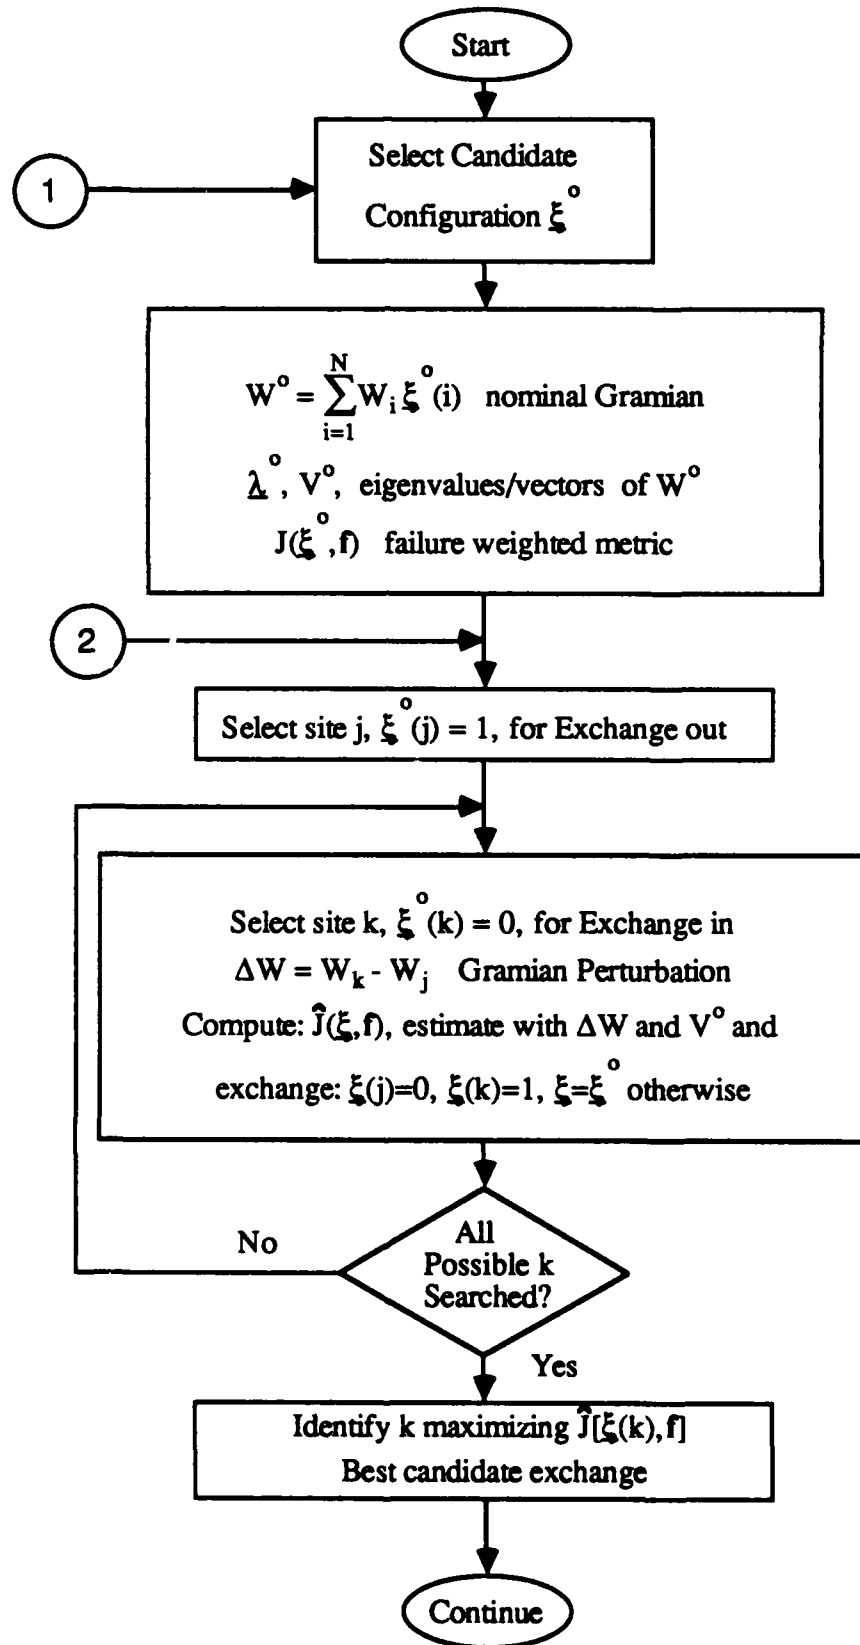 Start
1
Select Candidate
Configuration ξ°
W° = ∑ᵢ₌₁ᴺ Wᵢ ξ°(i) nominal Gramian
λ°, V°, eigenvalues/vectors of W°
J(ξ°,f) failure weighted metric
2
Select site j, ξ°(j) = 1, for Exchange out
Select site k, ξ°(k) = 0, for Exchange in
ΔW = Wₖ - Wⱼ Gramian Perturbation
Compute: Ĵ(ξ,f), estimate with ΔW and V° and
exchange: ξ(j)=0, ξ(k)=1, ξ=ξ° otherwise
No
All
Possible k
Searched?
Yes
Identify k maximizing Ĵ[ξ(k),f]
Best candidate exchange
Continue